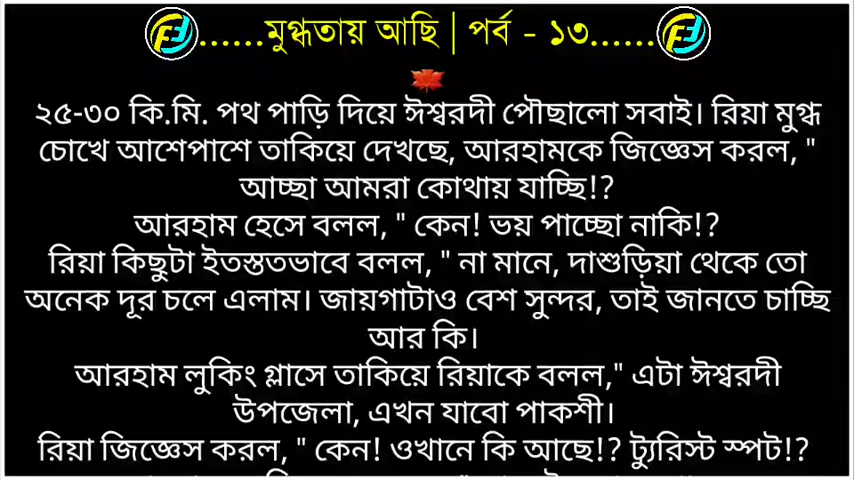 ......মুগ্ধতায় আছি | পর্ব - ১৩......
২৫-৩০ কি.মি. পথ পাড়ি দিয়ে ঈশ্বরদী পৌছালো সবাই। রিয়া মুগ্ধ
চোখে আশেপাশে তাকিয়ে দেখছে, আরহামকে জিজ্ঞেস করল, "
আচ্ছা আমরা কোথায় যাচ্ছি!?
আরহাম হেসে বলল, " কেন! ভয় পাচ্ছো নাকি!?
রিয়া কিছুটা ইতস্ততভাবে বলল, " না মানে, দাশুড়িয়া থেকে তো
অনেক দূর চলে এলাম। জায়গাটাও বেশ সুন্দর, তাই জানতে চাচ্ছি
আর কি।
আরহাম লুকিং গ্লাসে তাকিয়ে রিয়াকে বলল," এটা ঈশ্বরদী
উপজেলা, এখন যাবো পাকশী।
রিয়া জিজ্ঞেস করল, " কেন! ওখানে কি আছে!? ট্যুরিস্ট স্পট!?